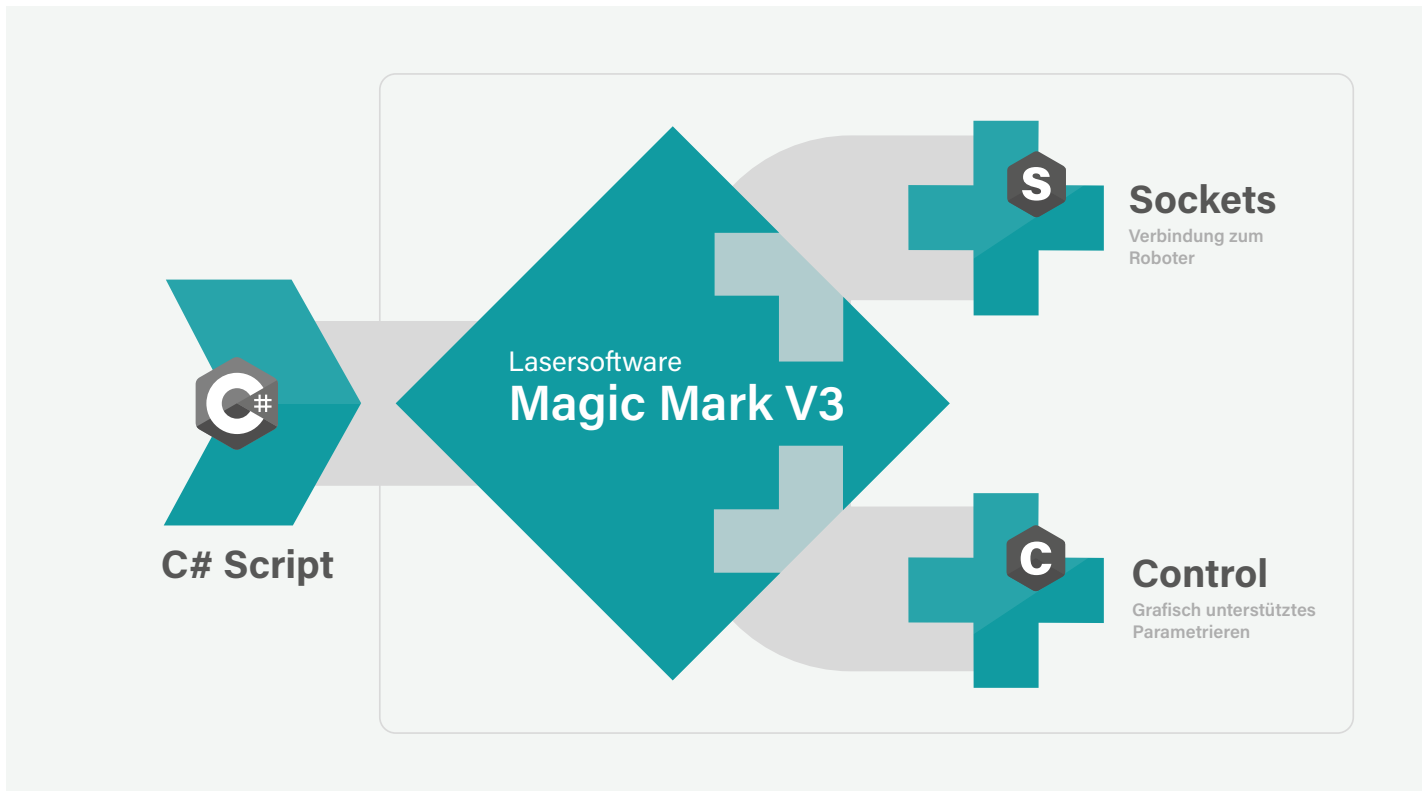 C#
C# Script
Lasersoftware
Magic Mark V3
S
Sockets
Verbindung zum
Roboter
C
Control
Grafisch unterstütztes
Parametrieren